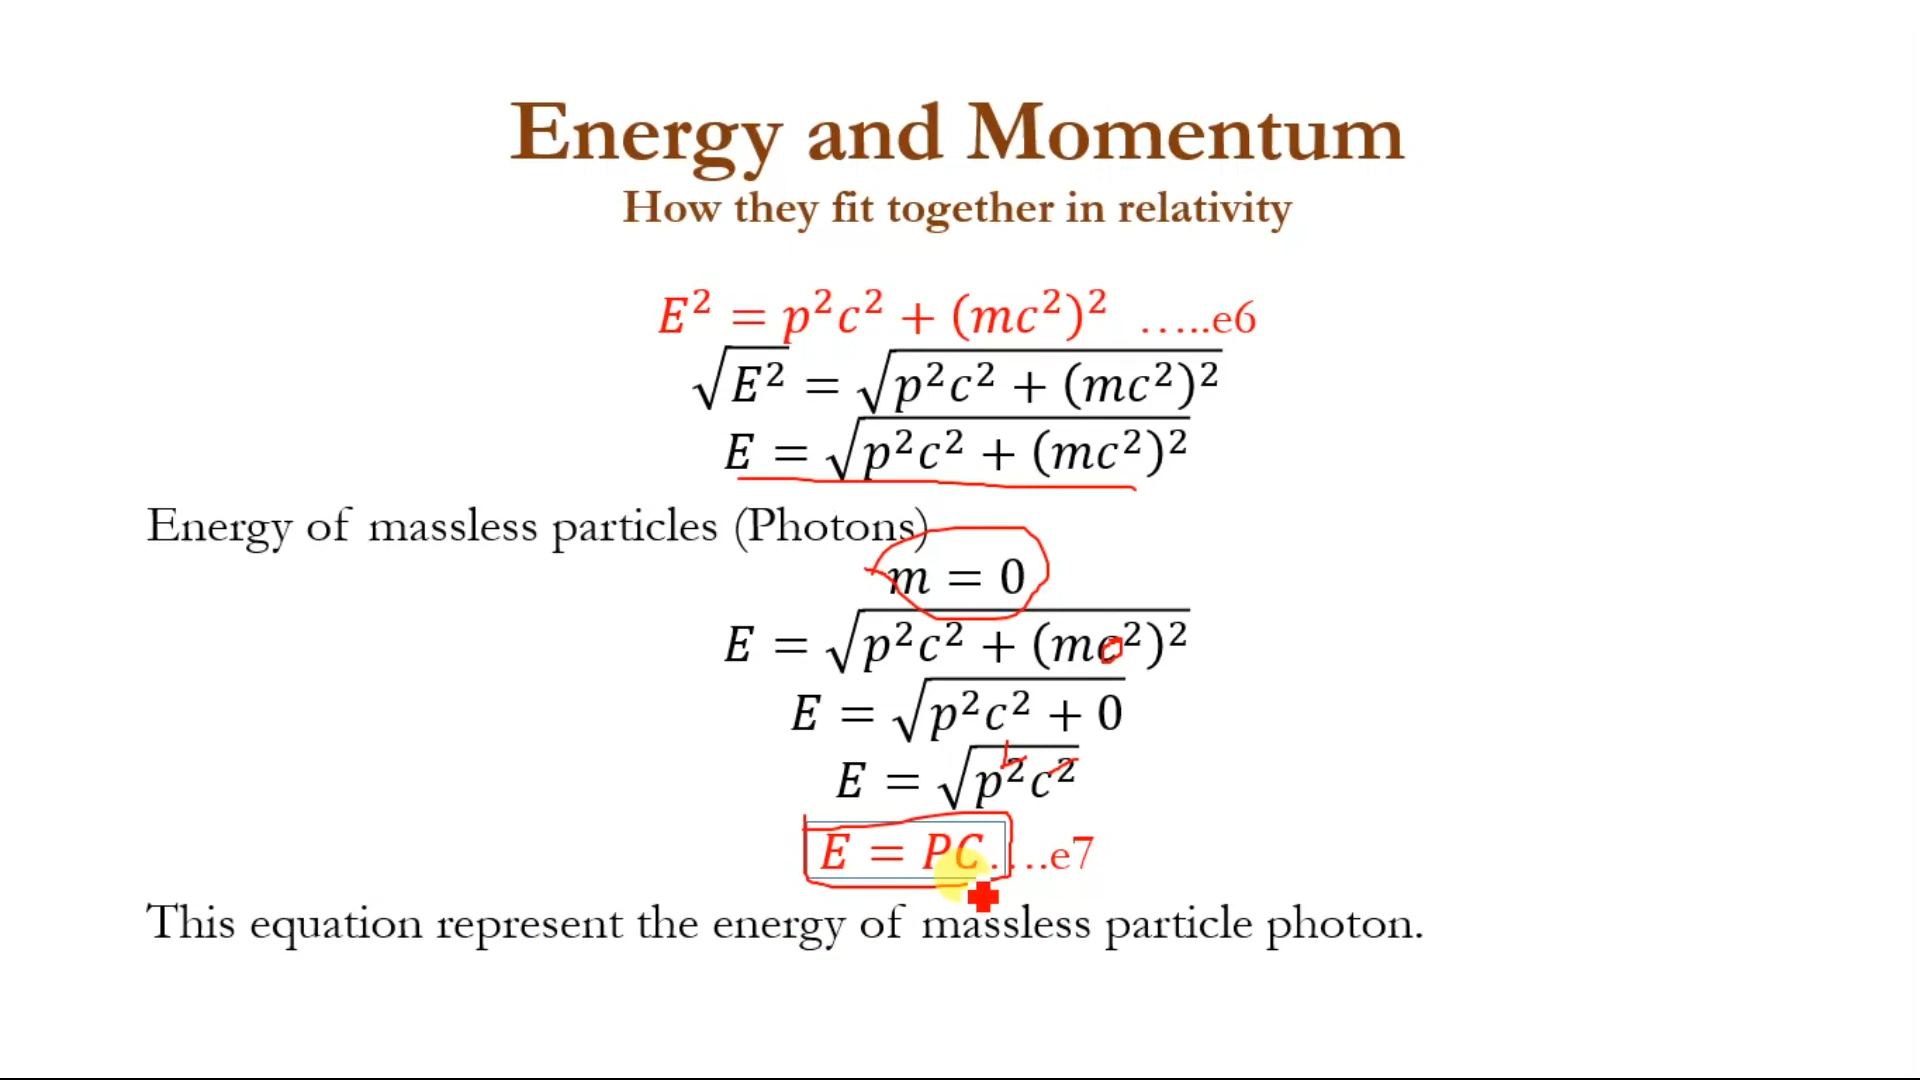 Energy and Momentum
How they fit together in relativity
E² = p²c² + (mc²)² …..e6
√E² = √p²c² + (mc²)²
E = √p²c² + (mc²)²
Energy of massless particles (Photons)
m = 0
E = √p²c² + (mc²)²
E = √p²c² + 0
E = √p²c²
E = PC….e7
This equation represent the energy of massless particle photon.